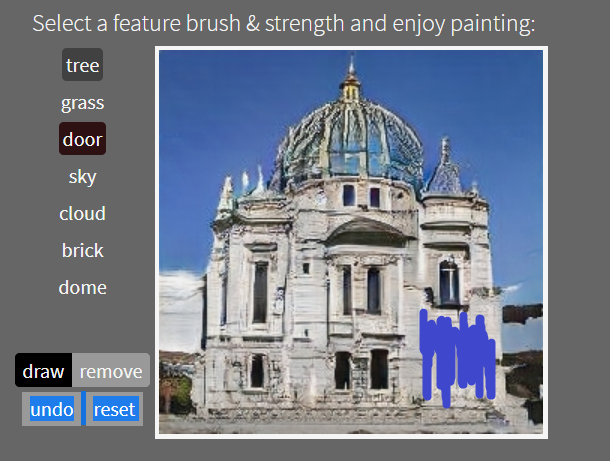 Select a feature brush & strength and enjoy painting:
tree
grass
door
sky
cloud
brick
dome
draw remove
undo reset